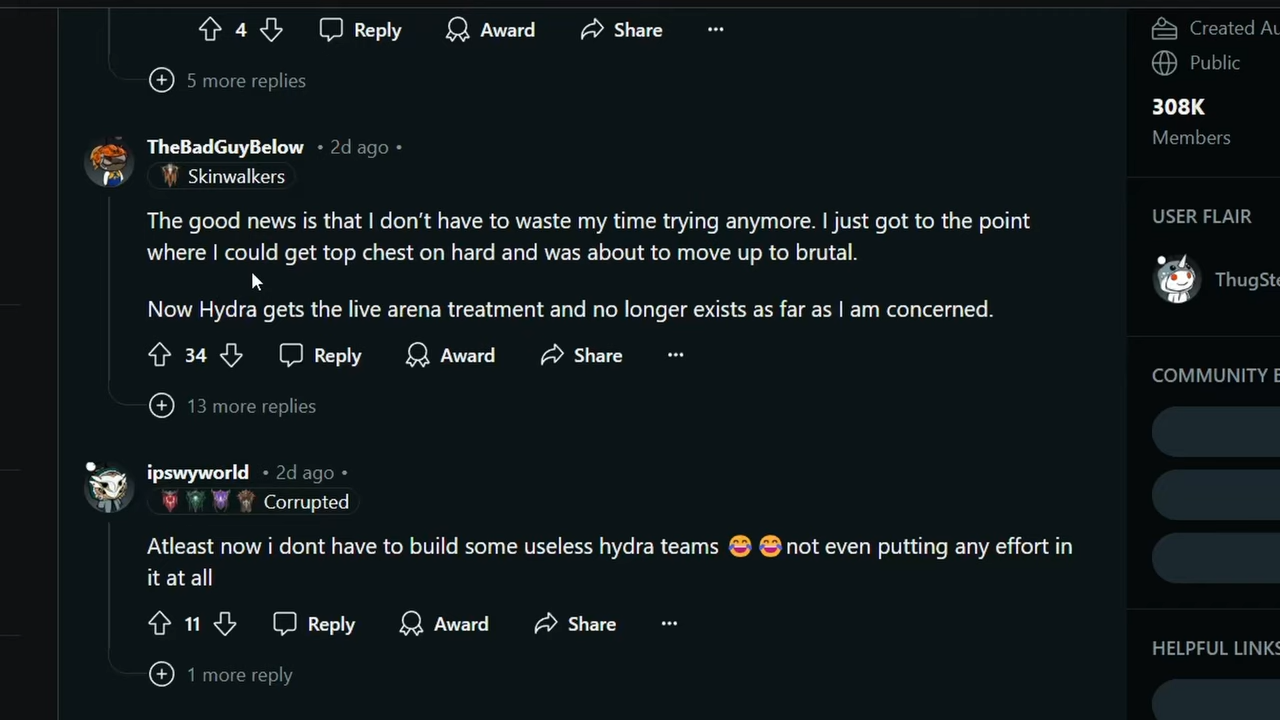 4 Reply Award Share
Created Au
5 more replies
Public
308K
Members
TheBadGuyBelow • 2d ago •
Skinwalkers
USER FLAIR
The good news is that I don’t have to waste my time trying anymore. I just got to the point
where I could get top chest on hard and was about to move up to brutal.
ThugSte
Now Hydra gets the live arena treatment and no longer exists as far as I am concerned.
34 Reply Award Share
COMMUNITY B
13 more replies
ipswyworld • 2d ago •
Corrupted
Atleast now i dont have to build some useless hydra teams 😂 😂 not even putting any effort in
it at all
11 Reply Award Share
HELPFUL LINKS
1 more reply